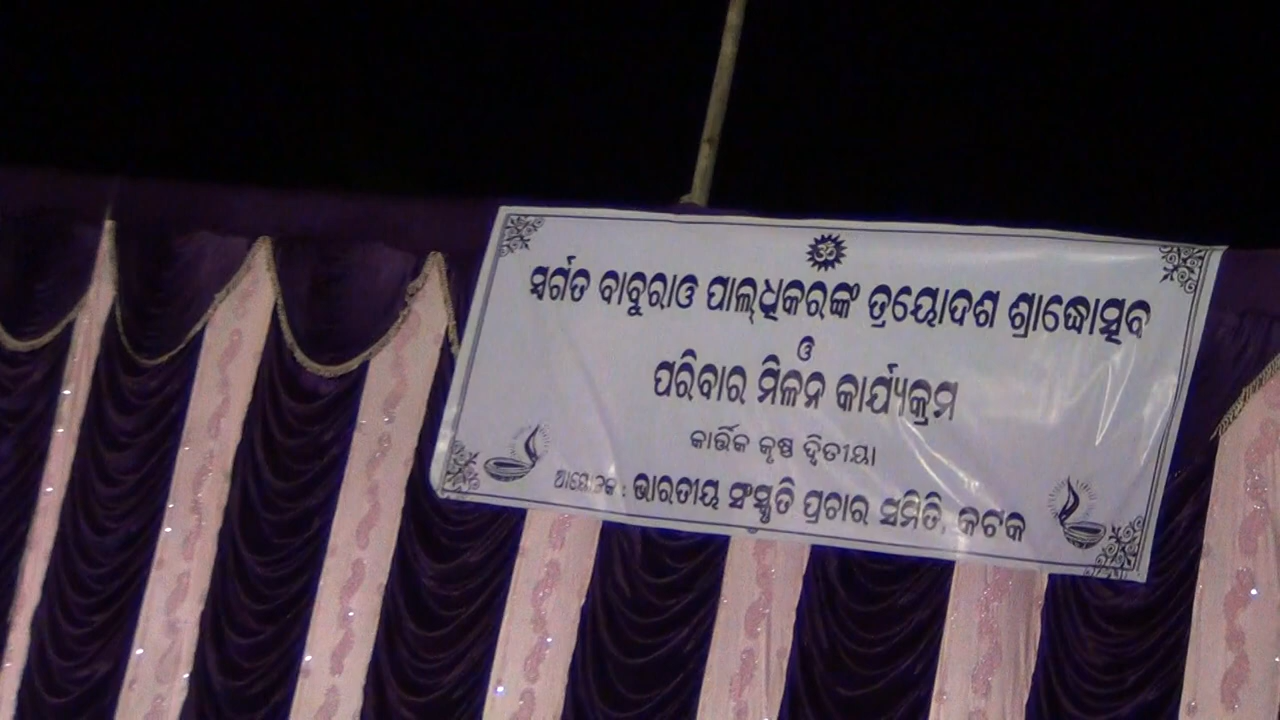 ॐ
ସ୍ୱର୍ଗତ ବାବୁରାଓ ପାଲ୍‌ଧିକରଙ୍କ ତ୍ରୟୋଦଶ ଶ୍ରାଦ୍ଧୋତ୍ସବ
ଓ
ପରିବାର ମିଳନ କାର୍ଯ୍ୟକ୍ରମ
କାର୍ତ୍ତିକ କୃଷ୍ଣ ଦ୍ୱିତୀୟା
ଆୟୋଜକ : ଭାରତୀୟ ସଂସ୍କୃତି ପ୍ରଚାର ସମିତି, କଟକ